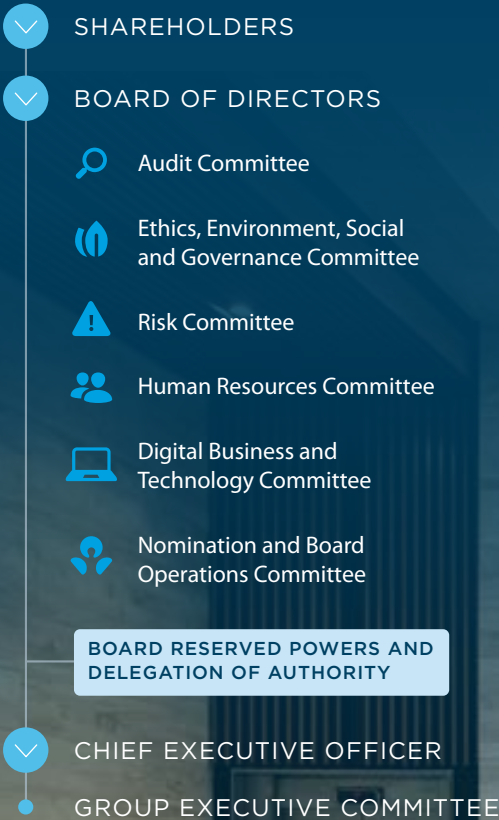 SHAREHOLDERS
BOARD OF DIRECTORS
Audit Committee
Ethics, Environment, Social
and Governance Committee
Risk Committee
Human Resources Committee
Digital Business and
Technology Committee
Nomination and Board
Operations Committee
BOARD RESERVED POWERS AND
DELEGATION OF AUTHORITY
CHIEF EXECUTIVE OFFICER
GROUP EXECUTIVE COMMITTEE